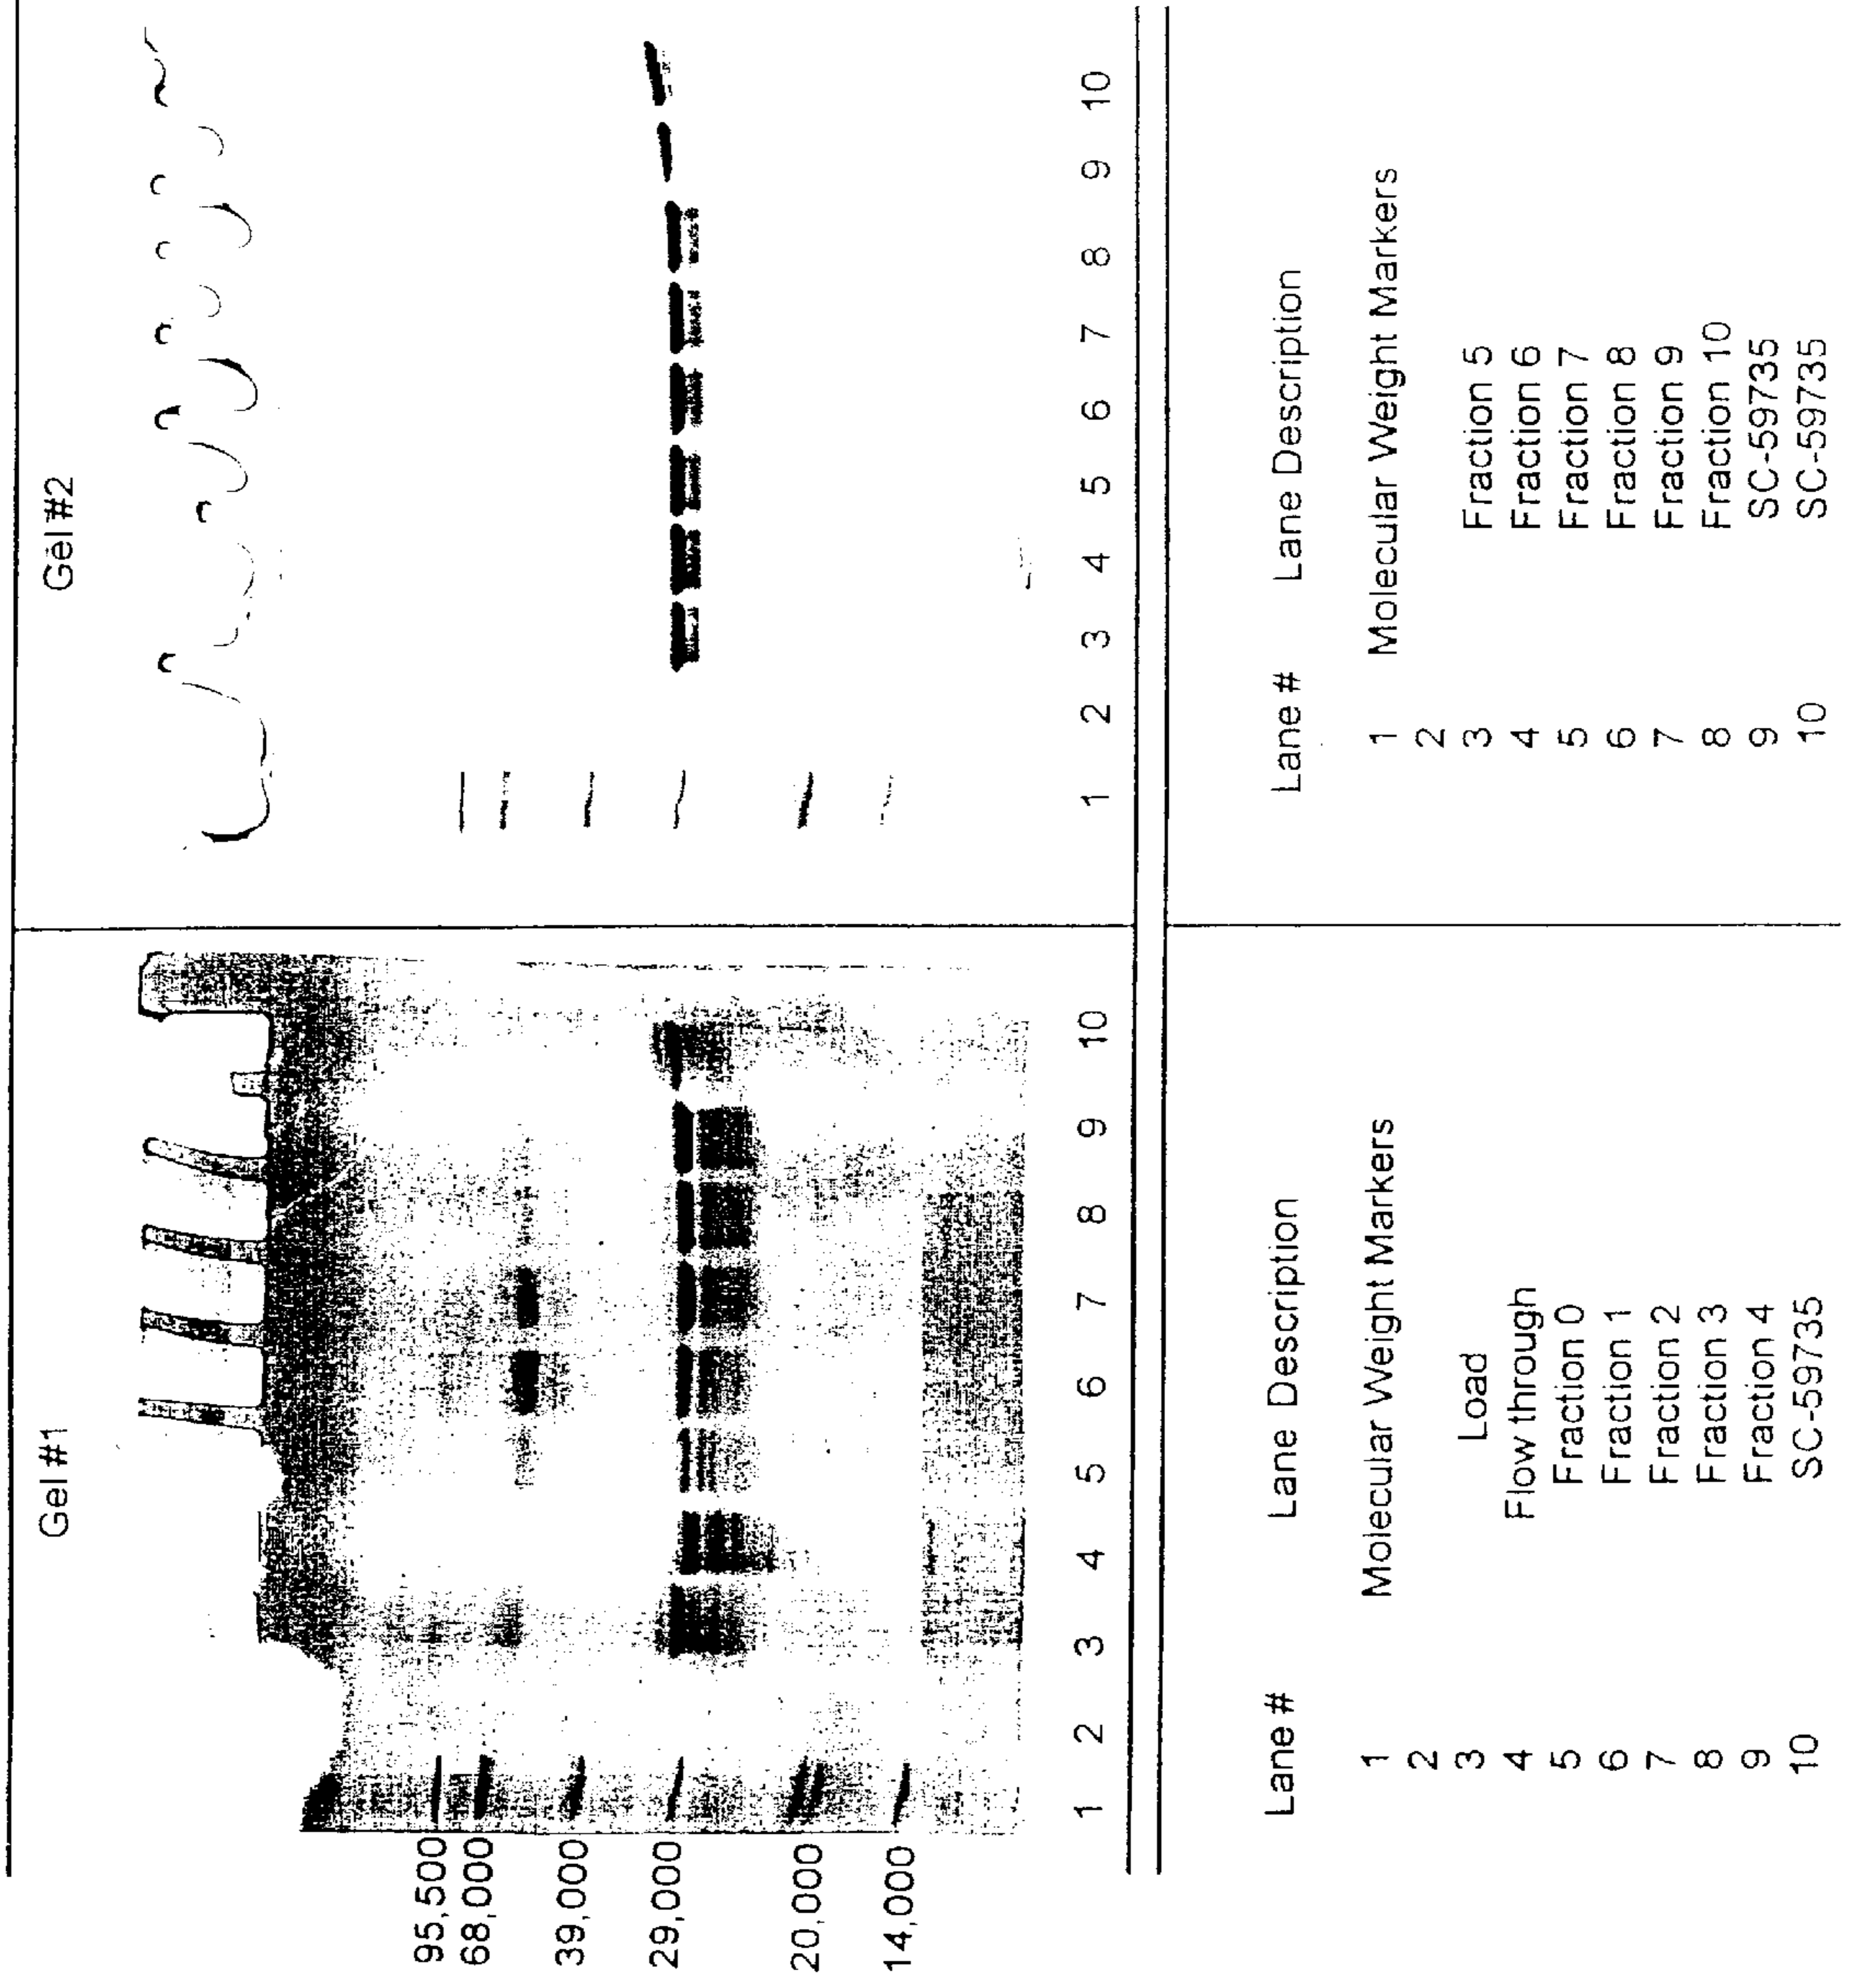 Gel #1
95,500
68,000
39,000
29,000
20,000
14,000
1 2 3 4 5 6 7 8 9 10
Lane # Lane Description
1 Molecular Weight Markers
2
3 Load
4 Flow through
5 Fraction 0
6 Fraction 1
7 Fraction 2
8 Fraction 3
9 Fraction 4
10 SC-59735
Gel #2
1 2 3 4 5 6 7 8 9 10
Lane # Lane Description
1 Molecular Weight Markers
2
3 Fraction 5
4 Fraction 6
5 Fraction 7
6 Fraction 8
7 Fraction 9
8 Fraction 10
9 SC-59735
10 SC-59735